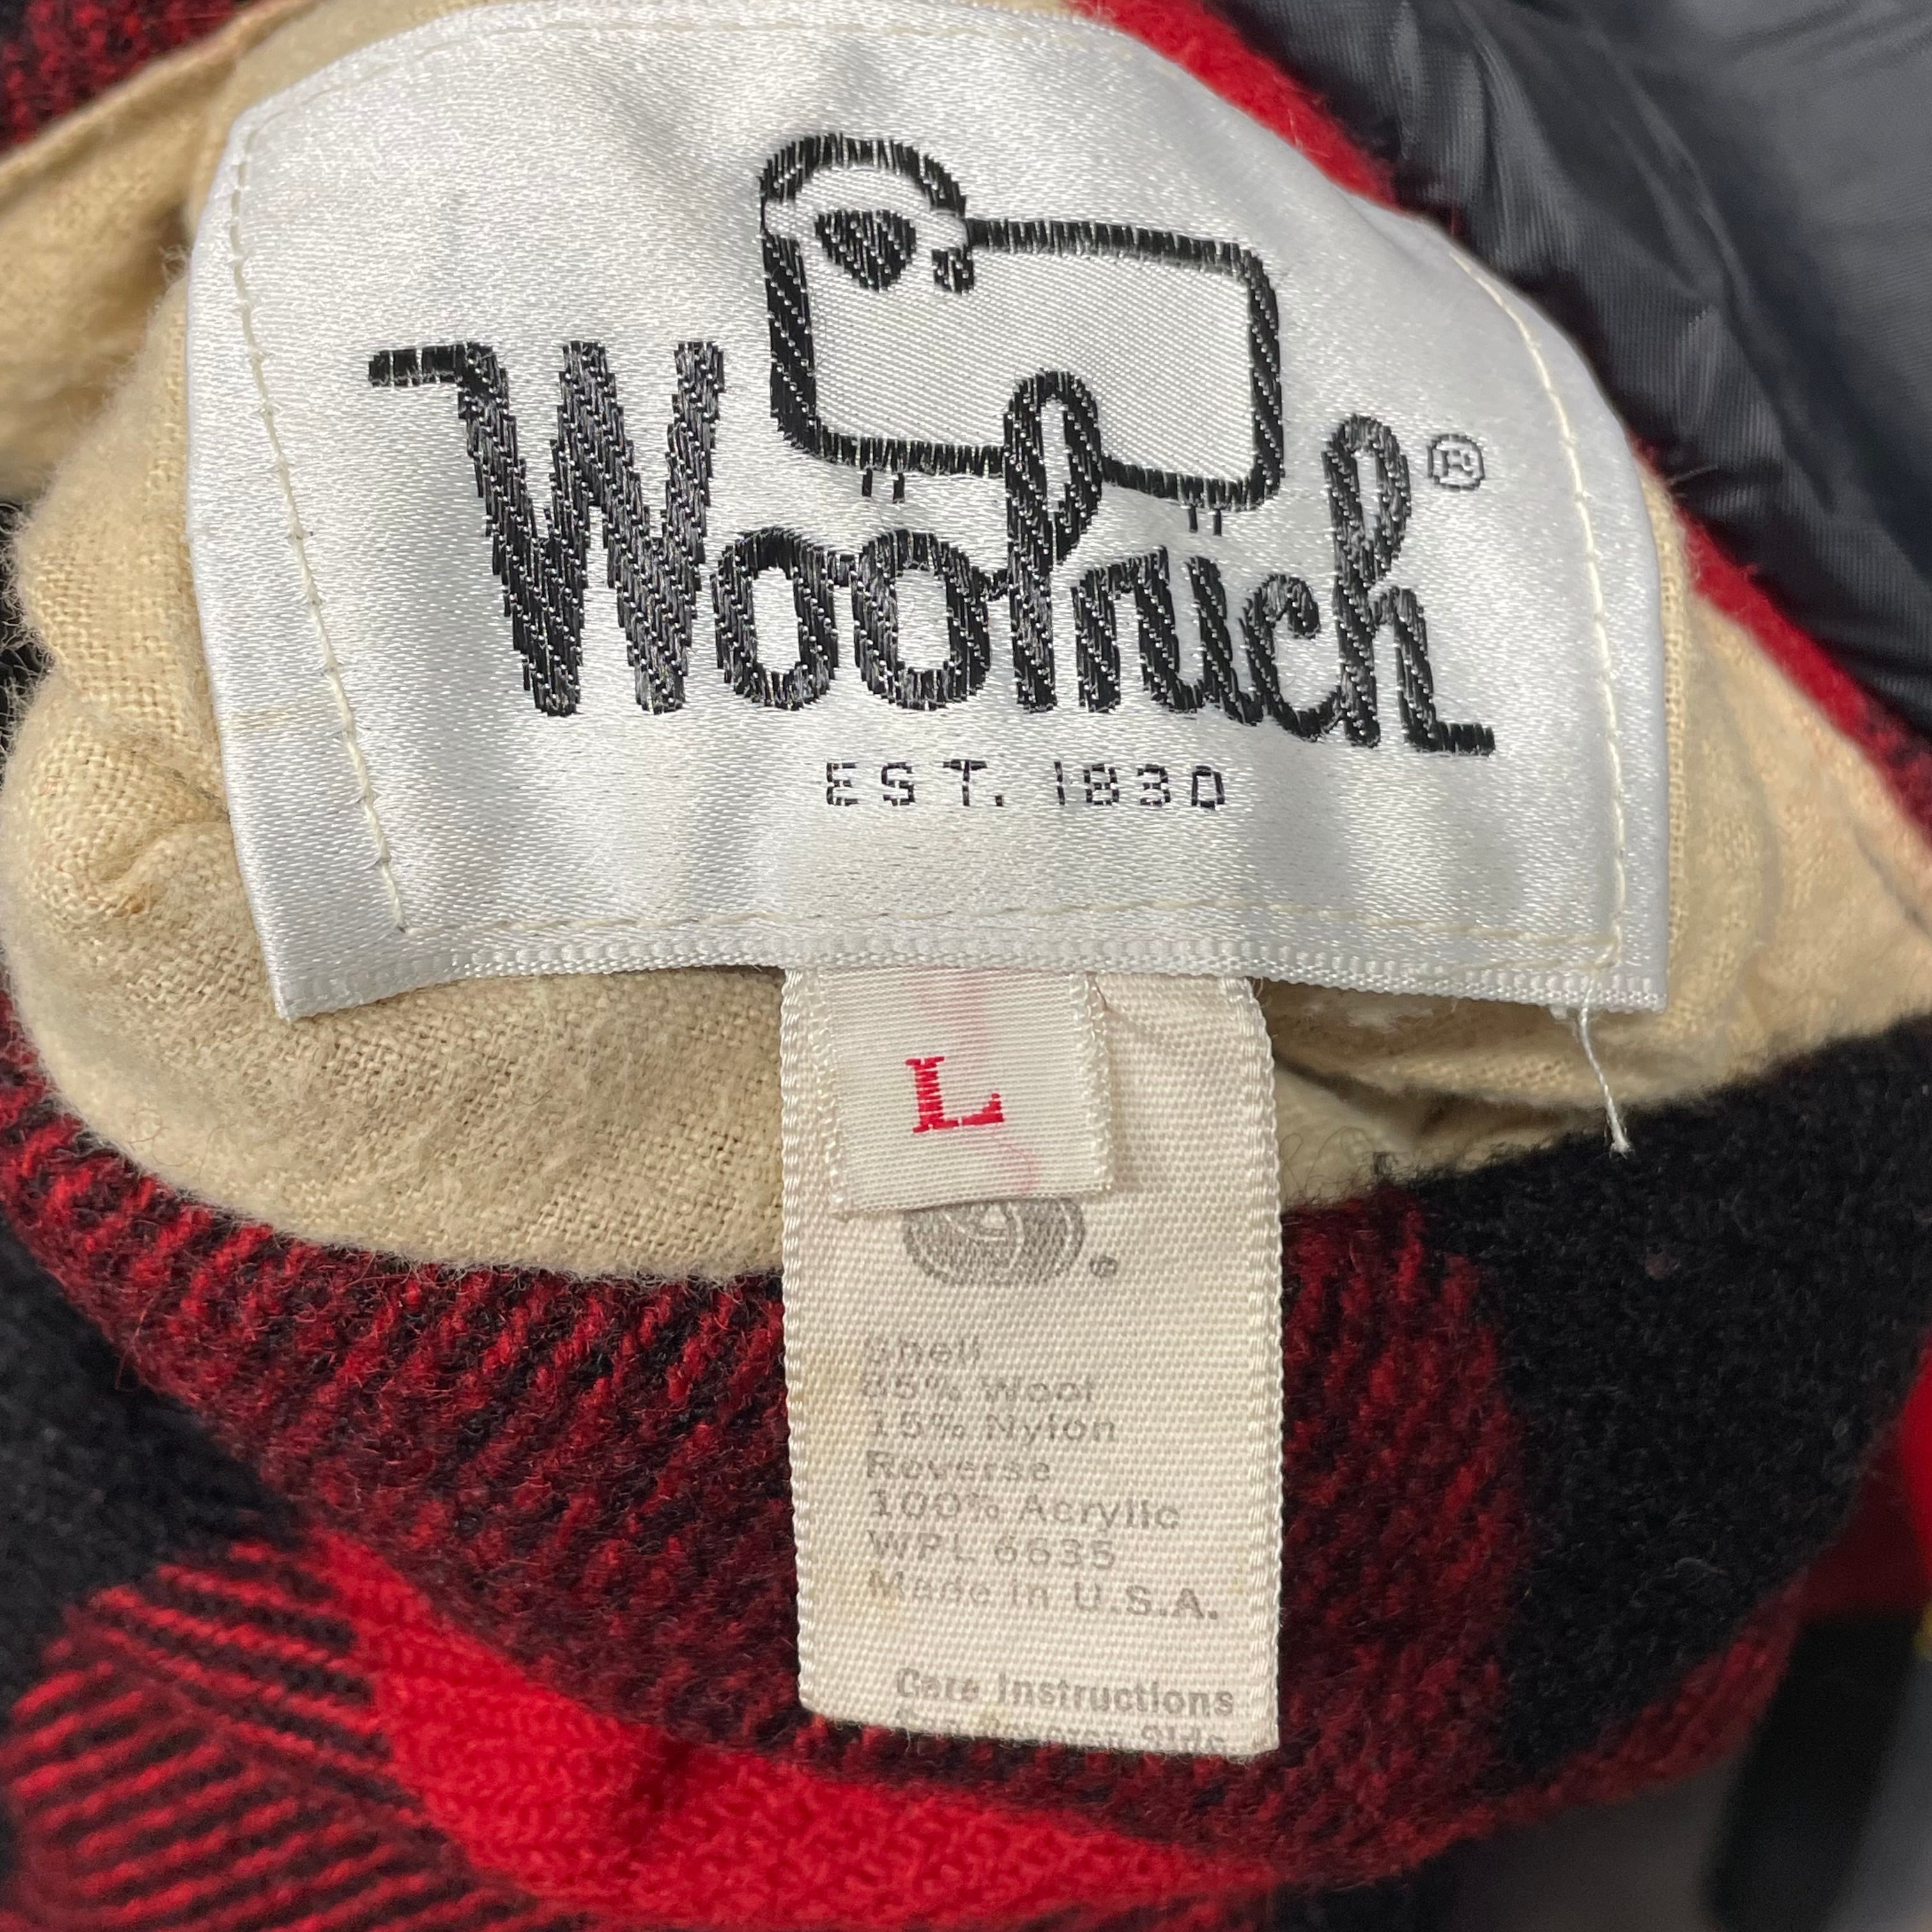 Woolrich®
EST. 1830
L
Shell
85% Wool
15% Nylon
Reverse
100% Acrylic
WPL 6635
Made in U.S.A.
Care Instructions